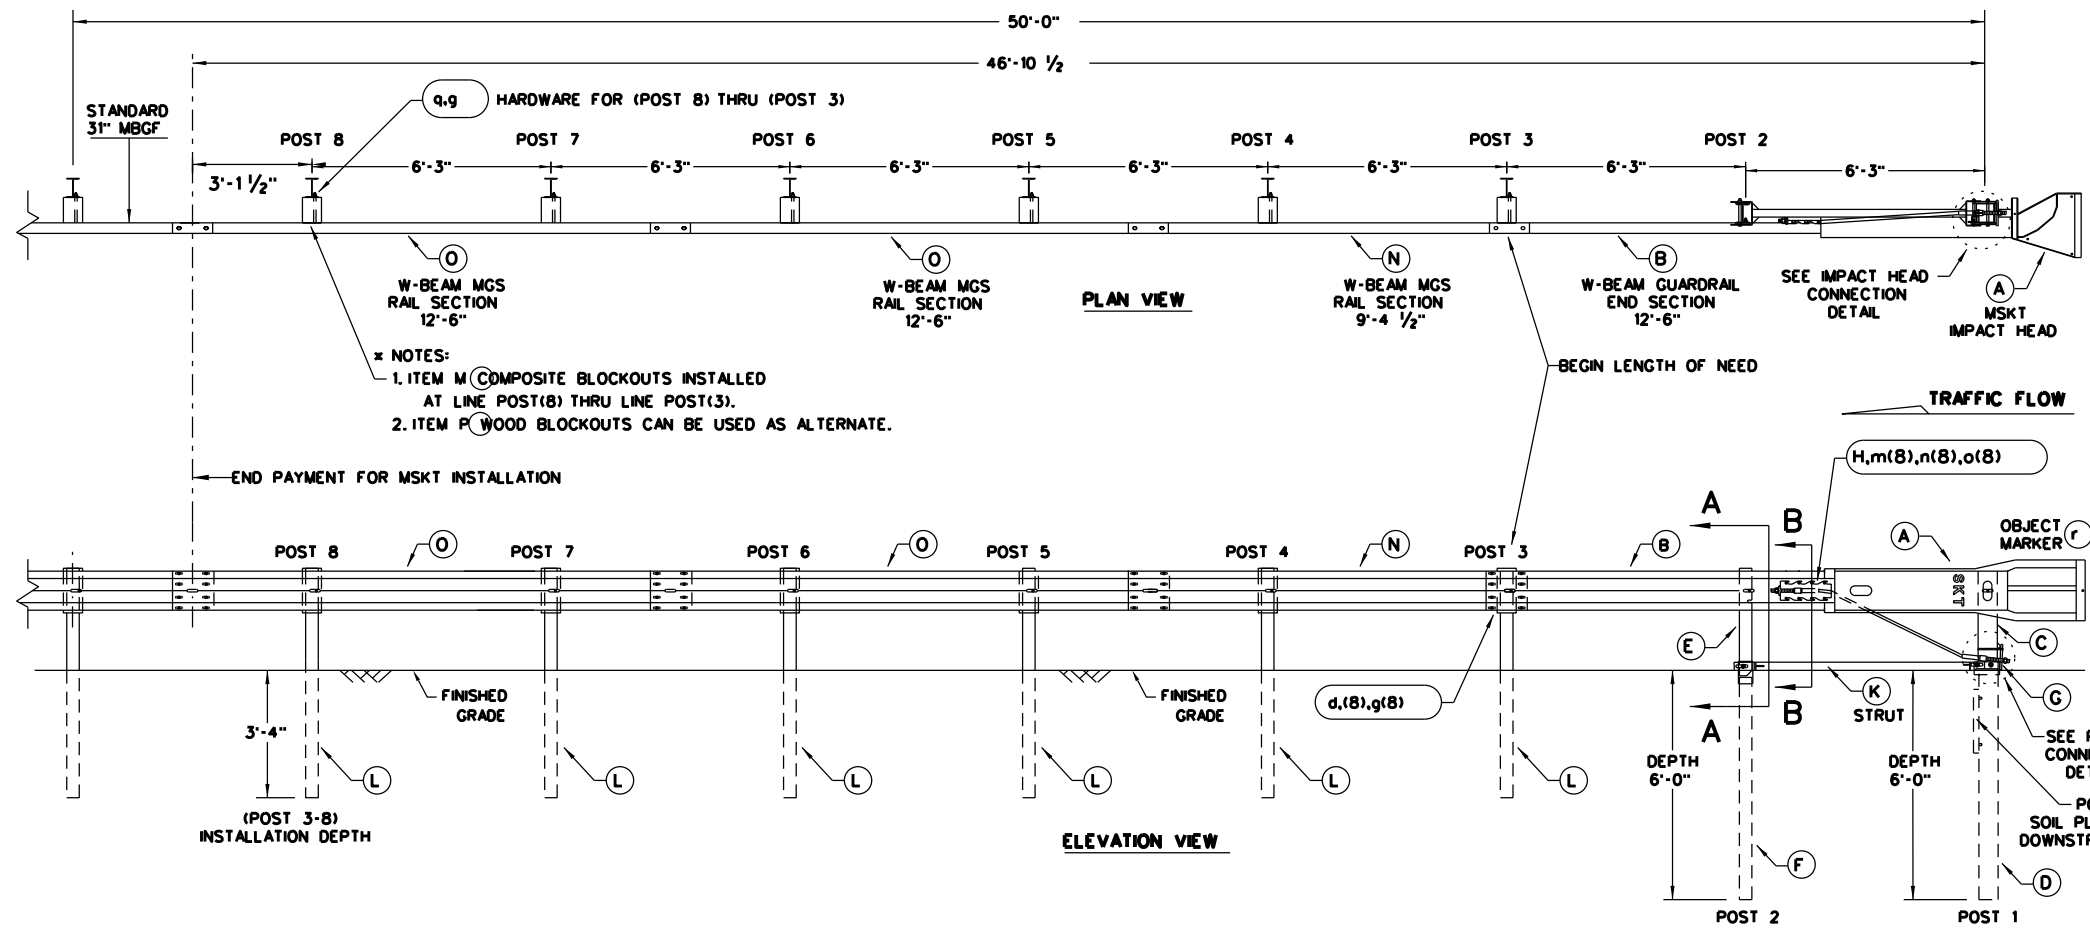 50'-0"
46'-10 ½
STANDARD
31" MBGF
q,g HARDWARE FOR (POST 8) THRU (POST 3)
POST 8
POST 7
POST 6
POST 5
POST 4
POST 3
POST 2
3'-1 ½"
6'-3"
6'-3"
6'-3"
6'-3"
6'-3"
6'-3"
6'-3"
O
W-BEAM MGS
RAIL SECTION
12'-6"
O
W-BEAM MGS
RAIL SECTION
12'-6"
PLAN VIEW
N
W-BEAM MGS
RAIL SECTION
9'-4 ½"
B
W-BEAM GUARDRAIL
END SECTION
12'-6"
SEE IMPACT HEAD
CONNECTION
DETAIL
A
MSKT
IMPACT HEAD
* NOTES:
1. ITEM M COMPOSITE BLOCKOUTS INSTALLED
AT LINE POST(8) THRU LINE POST(3).
2. ITEM P WOOD BLOCKOUTS CAN BE USED AS ALTERNATE.
BEGIN LENGTH OF NEED
TRAFFIC FLOW
END PAYMENT FOR MSKT INSTALLATION
H,m(8),n(8),o(8)
A
B
A
OBJECT
MARKER r
POST 8
O
POST 7
POST 6
O
POST 5
POST 4
N
POST 3
B
SKT
E
C
FINISHED
GRADE
FINISHED
GRADE
d,(8),g(8)
K
STRUT
G
A
B
3'-4"
L
L
L
L
L
L
DEPTH
6'-0"
DEPTH
6'-0"
SEE
CONNE
DET
SOIL PL
DOWNST
(POST 3-8)
INSTALLATION DEPTH
ELEVATION VIEW
F
D
POST 2
POST 1